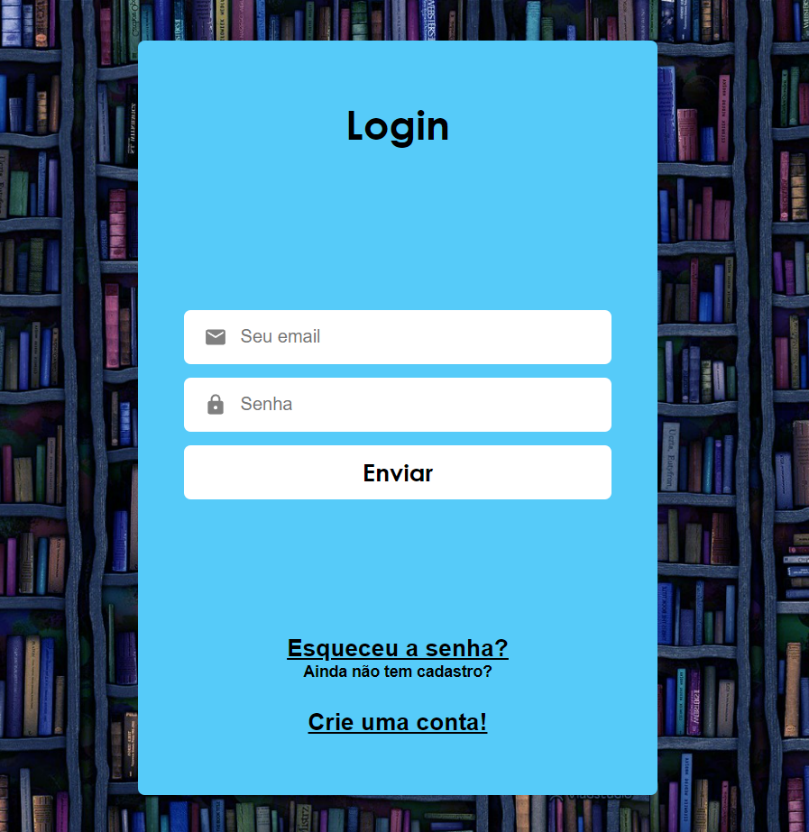 Login
Seu email
Senha
Enviar
Esqueceu a senha?
Ainda não tem cadastro?
Crie uma conta!